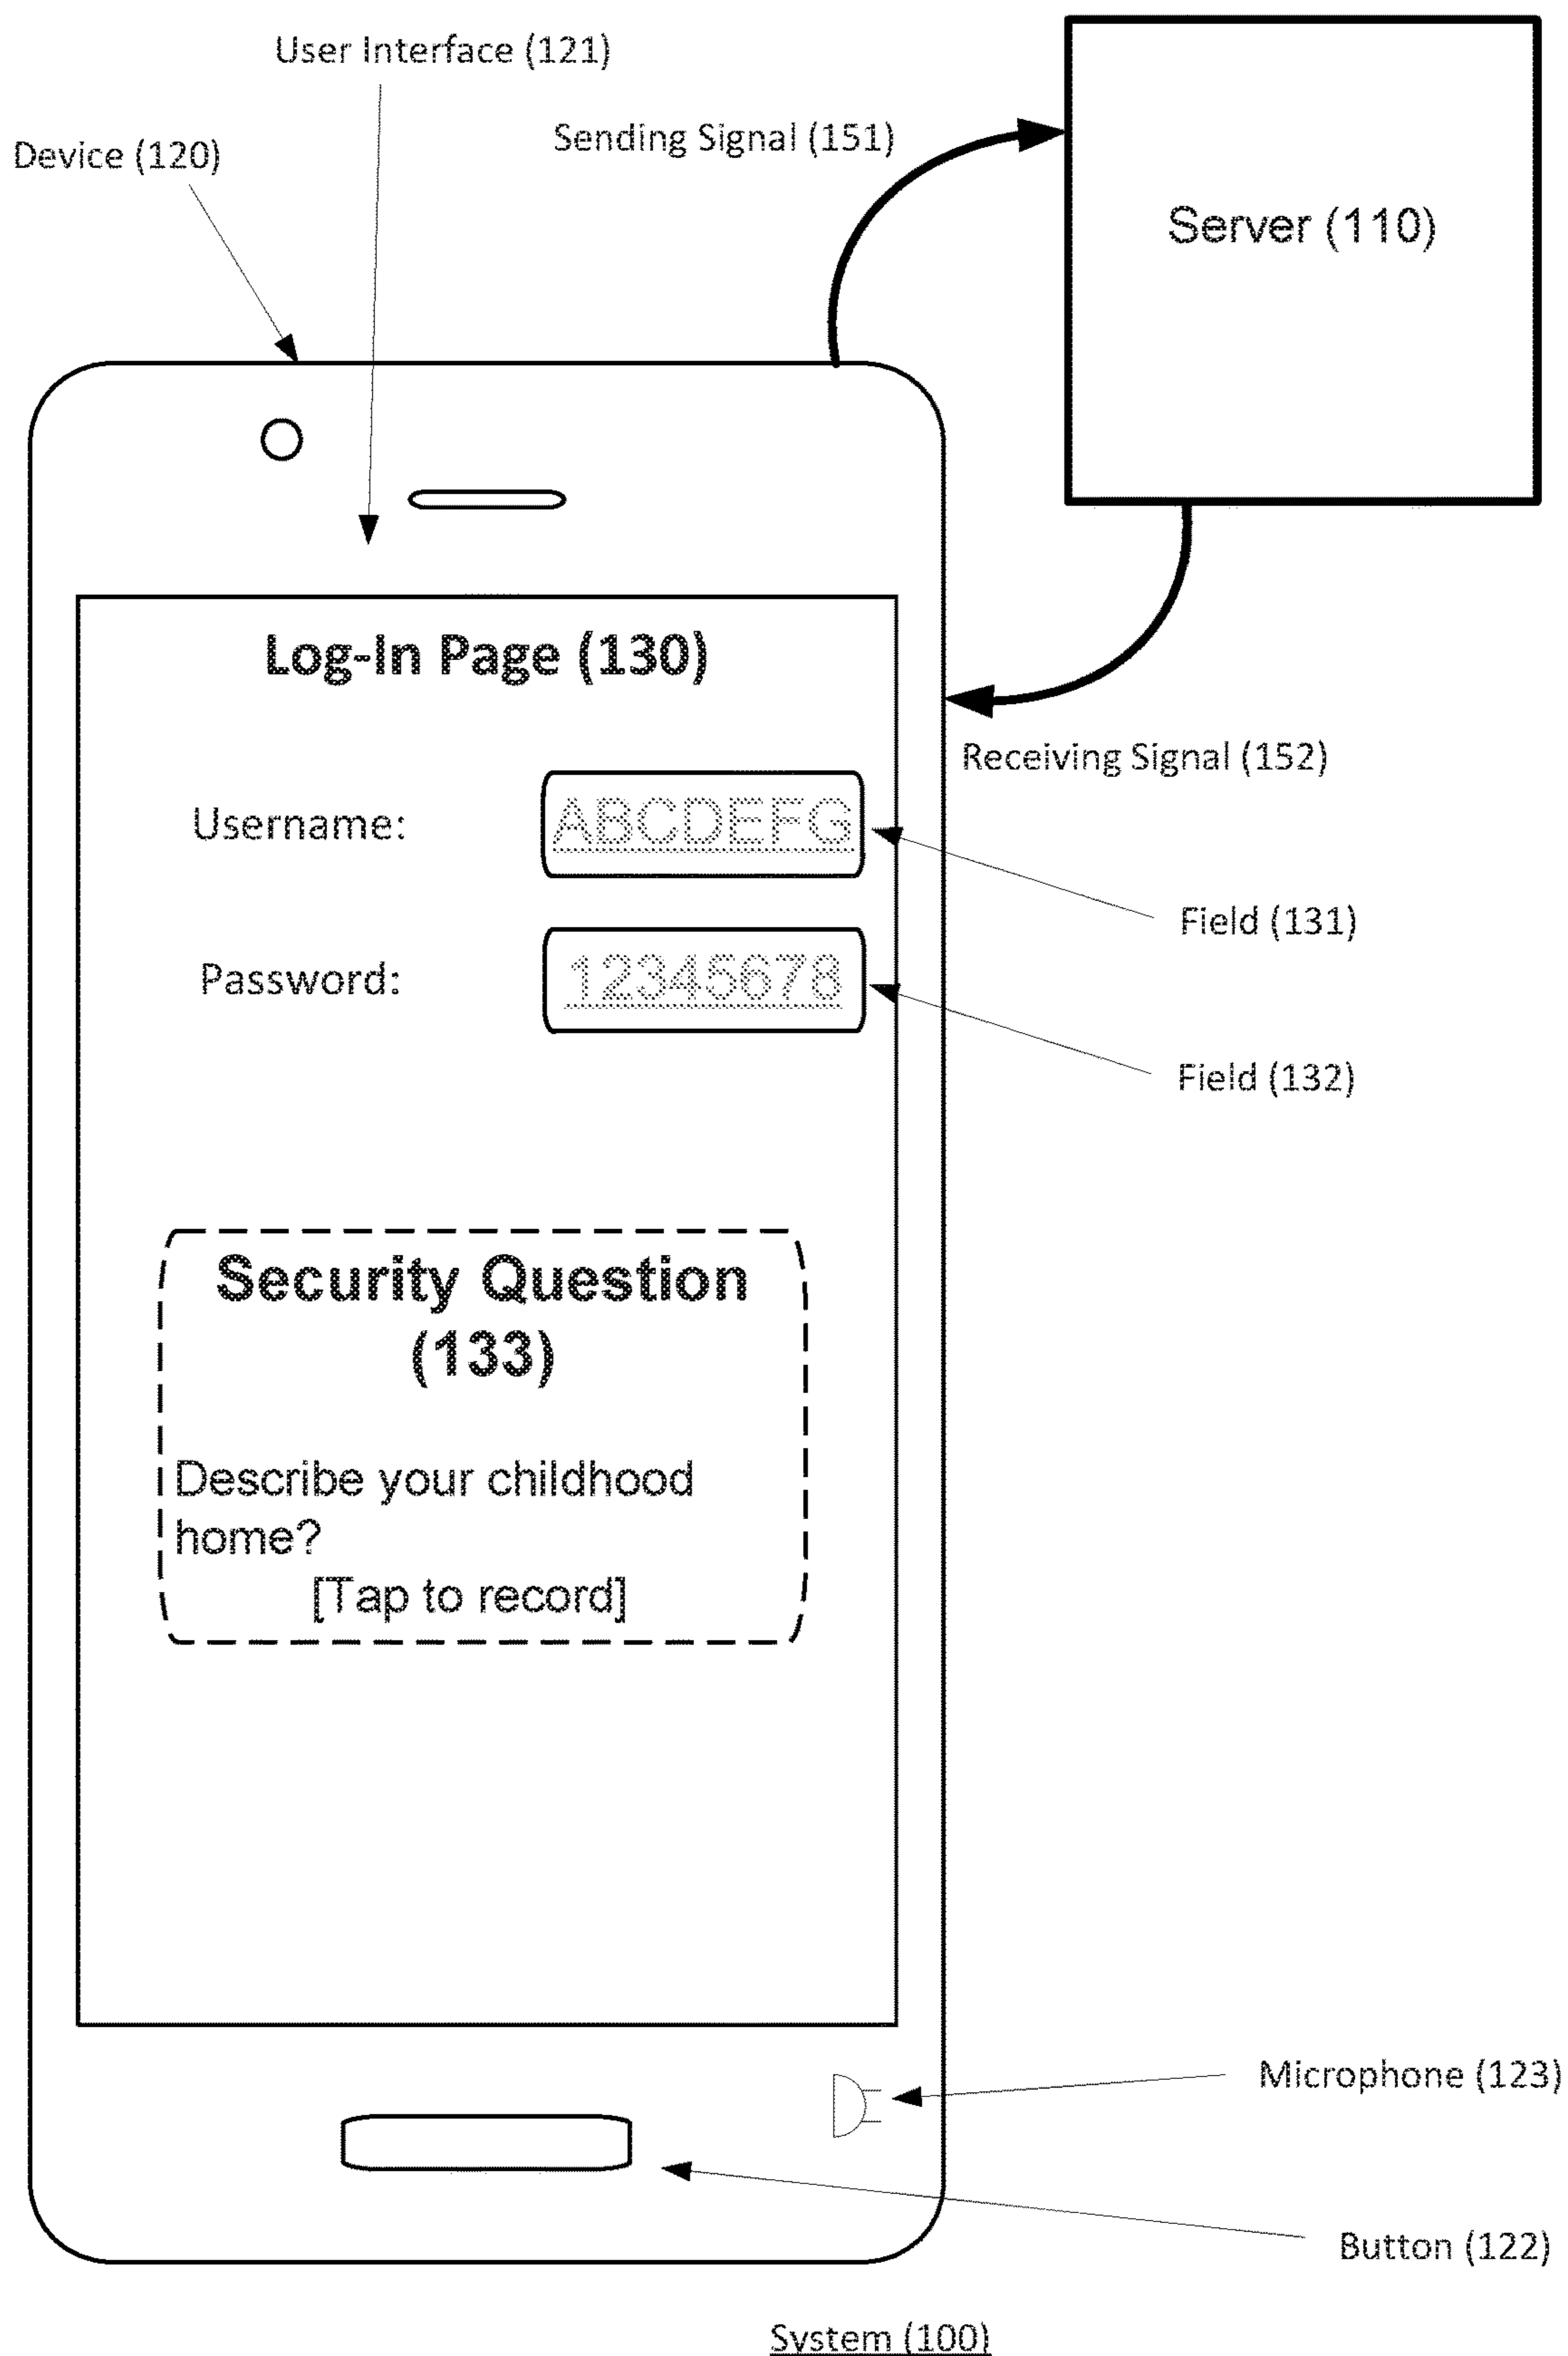 User Interface (121)
Sending Signal (151)
Device (120)
Server (110)
Log-In Page (130)
Receiving Signal (152)
Username:
ABCDEFG
Field (131)
Password:
12345678
Field (132)
Security Question
(133)
Describe your childhood
home?
[Tap to record]
Microphone (123)
Button (122)
System (100)